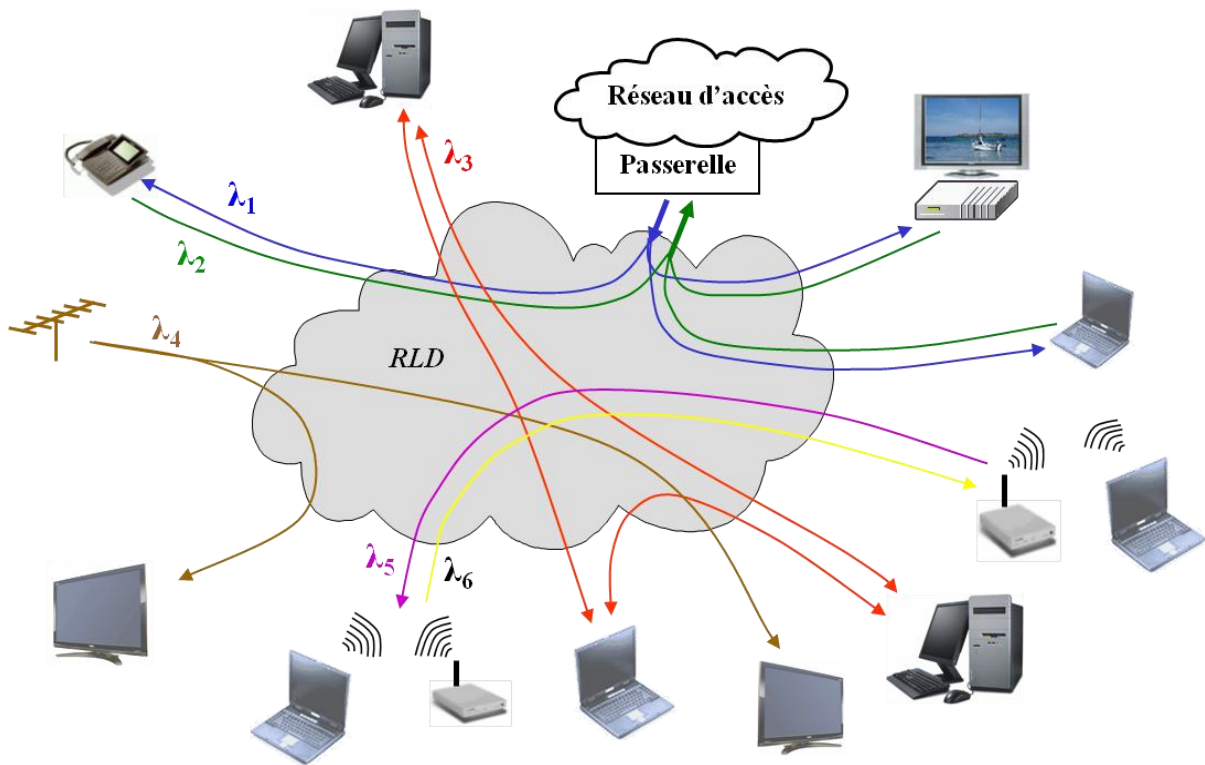 Réseau d'accès
Passerelle
λ3
λ1
λ2
λ4
RLD
λ5
λ6